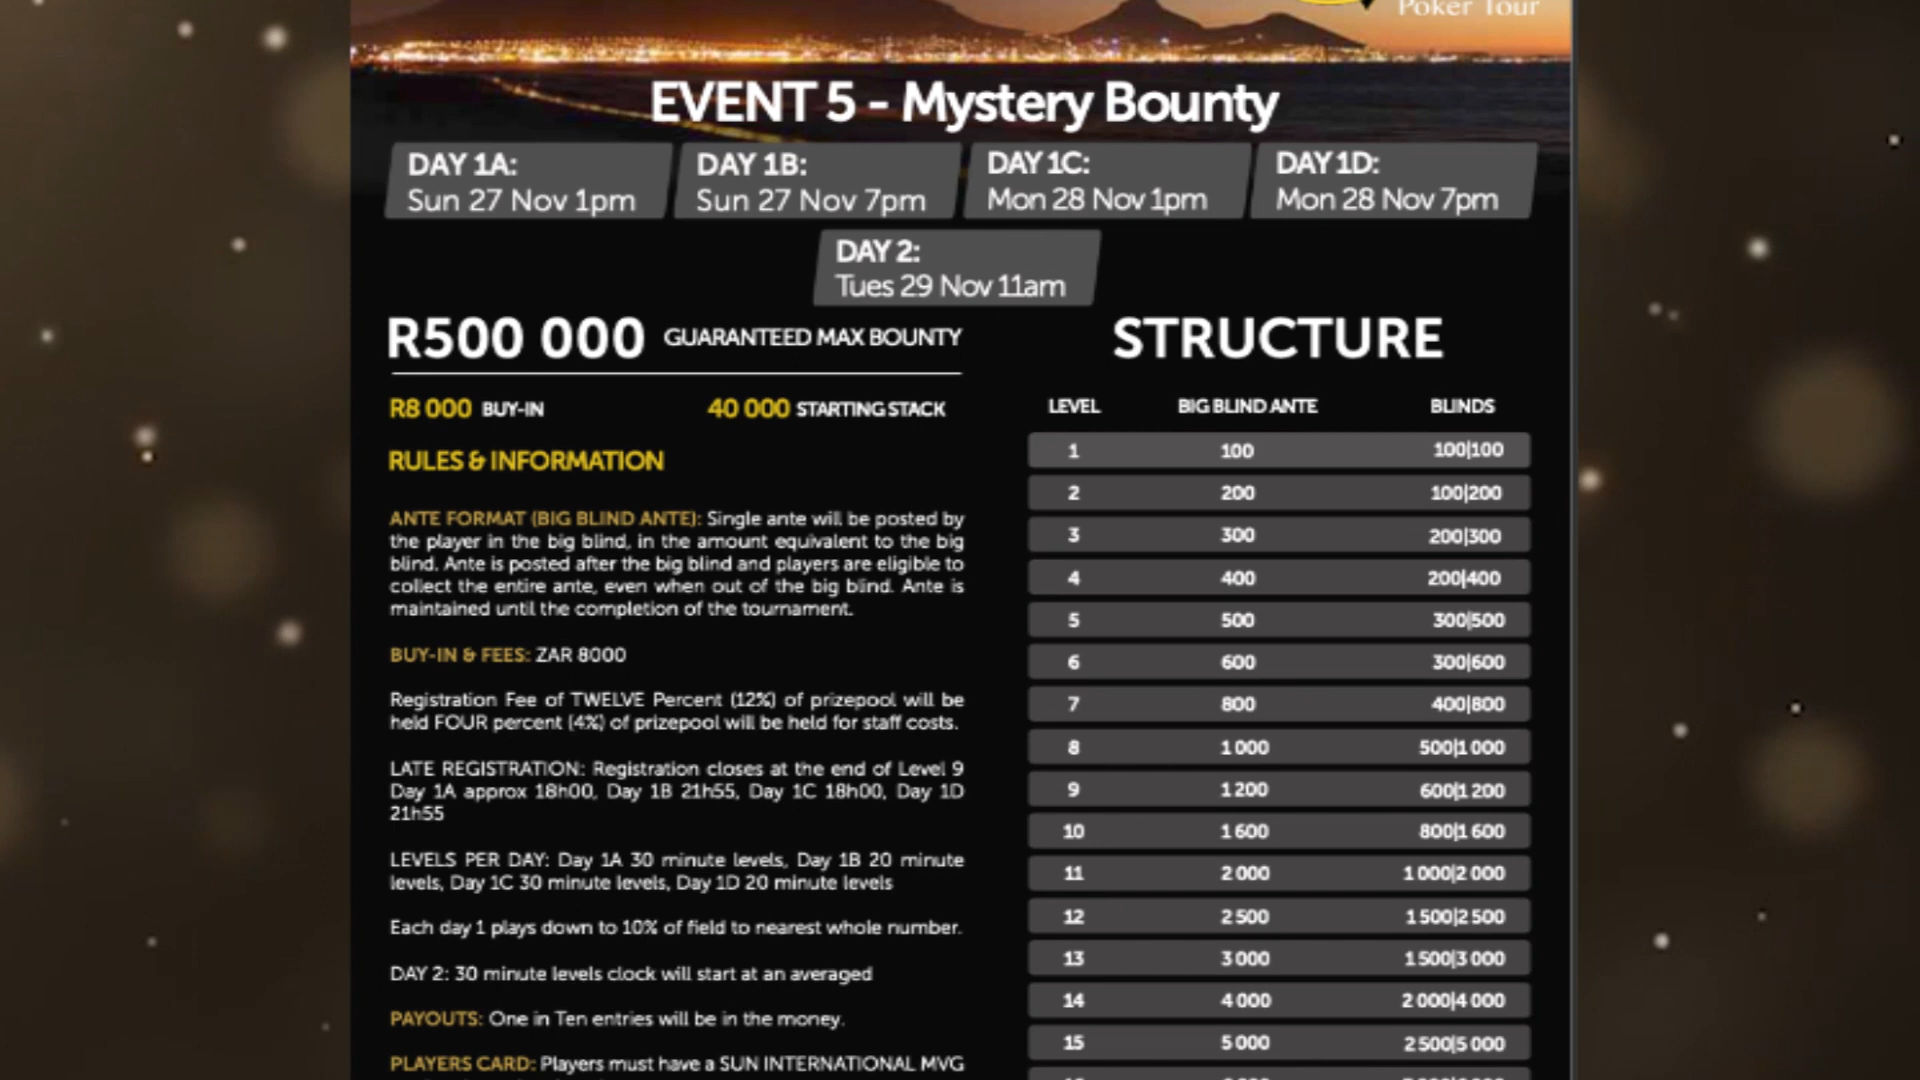 Poker Tour
EVENT 5 - Mystery Bounty
DAY 1A:
Sun 27 Nov 1pm
DAY 1B:
Sun 27 Nov 7pm
DAY 1C:
Mon 28 Nov 1pm
DAY 1D:
Mon 28 Nov 7pm
DAY 2:
Tues 29 Nov 11am
R500 000 GUARANTEED MAX BOUNTY
R8 000 BUY-IN 40 000 STARTING STACK
RULES & INFORMATION
ANTE FORMAT (BIG BLIND ANTE): Single ante will be posted by
the player in the big blind, in the amount equivalent to the big
blind. Ante is posted after the big blind and players are eligible to
collect the entire ante, even when out of the big blind. Ante is
maintained until the completion of the tournament.
BUY-IN & FEES: ZAR 8000
Registration Fee of TWELVE Percent (12%) of prizepool will be
held FOUR percent (4%) of prizepool will be held for staff costs.
LATE REGISTRATION: Registration closes at the end of Level 9
Day 1A approx 18h00, Day 1B 21h55, Day 1C 18h00, Day 1D
21h55
LEVELS PER DAY: Day 1A 30 minute levels, Day 1B 20 minute
levels, Day 1C 30 minute levels, Day 1D 20 minute levels
Each day 1 plays down to 10% of field to nearest whole number.
DAY 2: 30 minute levels clock will start at an averaged
PAYOUTS: One in Ten entries will be in the money.
PLAYERS CARD: Players must have a SUN INTERNATIONAL MVG
STRUCTURE
LEVEL BIG BLIND ANTE BLINDS
1 100 100|100
2 200 100|200
3 300 200|300
4 400 200|400
5 500 300|500
6 600 300|600
7 800 400|800
8 1 000 500|1 000
9 1 200 600|1 200
10 1 600 800|1 600
11 2 000 1 000|2 000
12 2 500 1 500|2 500
13 3 000 1 500|3 000
14 4 000 2 000|4 000
15 5 000 2 500|5 000